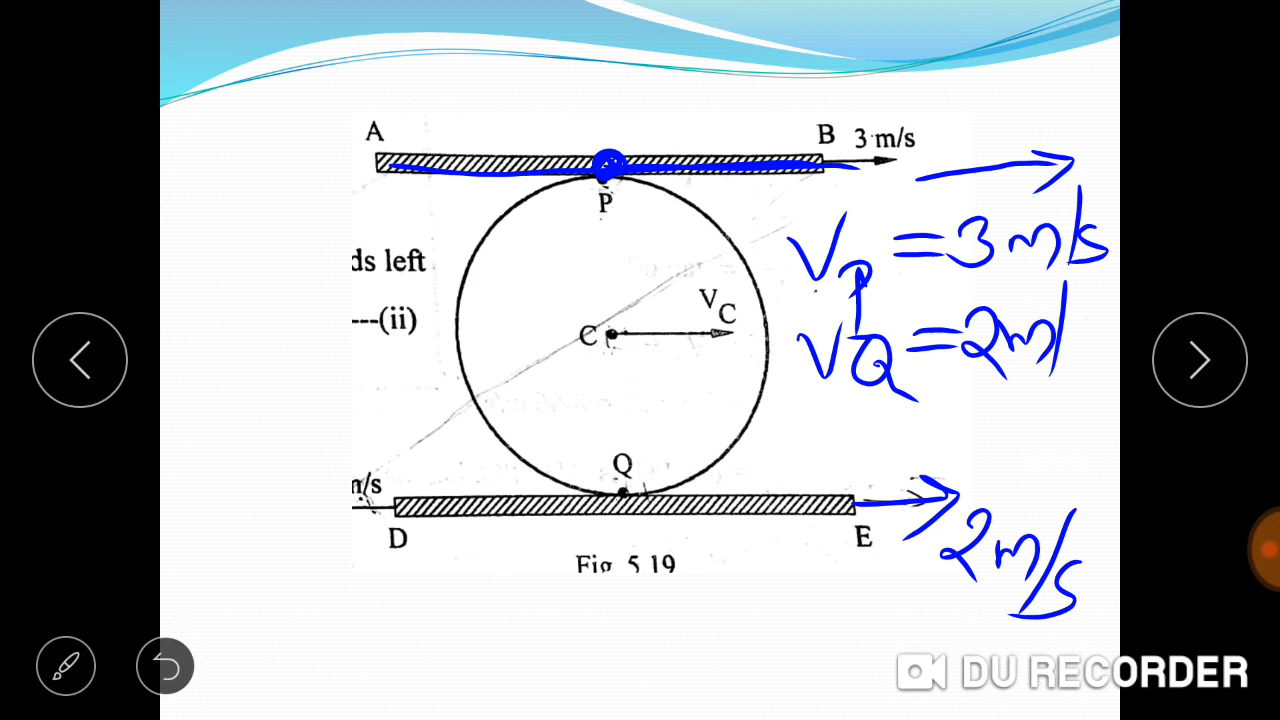 A
B 3 m/s
P
V_P = 3 m/s
ds left
V_C
---(ii)
C
V_Q = 2 m/
Q
/s
D
E
2 m/s
Fig 5.19
DU RECORDER